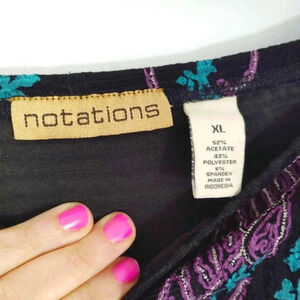 notations
XL
52%
ACETATE
43%
POLYESTER
5%
SPANDEX
MADE IN
INDONESIA